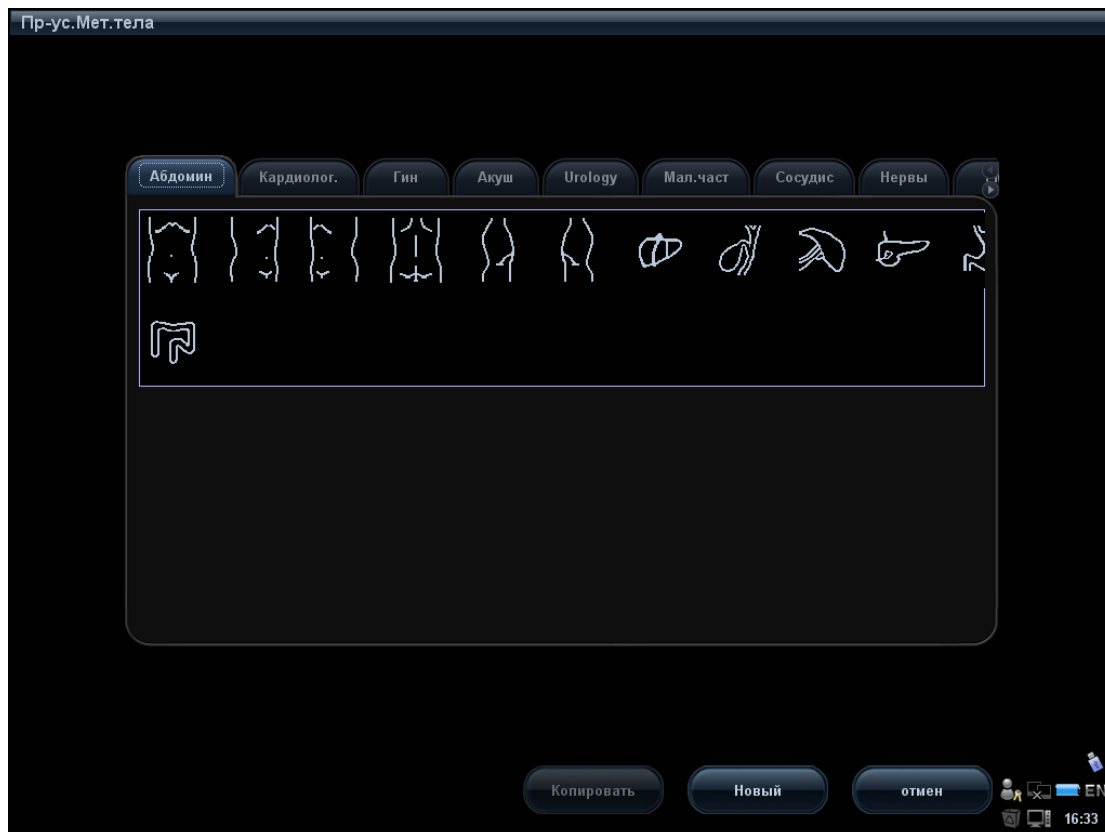 Пр-ус.Мет.тела
Абдомин Кардиолог. Гин Акуш Urology Мал.част Сосудис Нервы
Копировать Новый отмен
EN
16:33